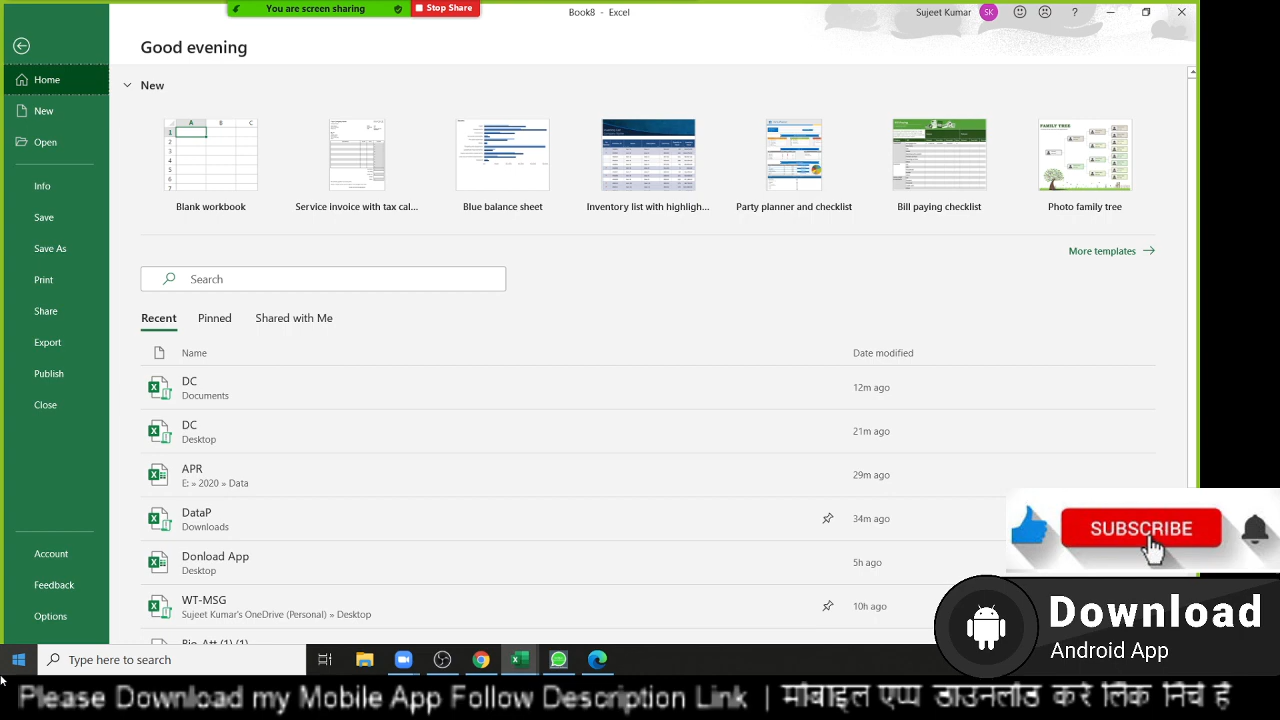 You are screen sharing
Stop Share
Book8 - Excel
Sujeet Kumar
SK
Good evening
Home
New
Open
Info
Save
Save As
Print
Share
Export
Publish
Close
Account
Feedback
Options
New
Blank workbook
Service invoice with tax cal...
Blue balance sheet
Inventory list with highligh...
Party planner and checklist
Bill paying checklist
FAMILY TREE
Photo family tree
More templates
Search
Recent Pinned Shared with Me
Name Date modified
DC
Documents
12m ago
DC
Desktop
21m ago
APR
E: » 2020 » Data
29m ago
DataP
Downloads
34m ago
Donload App
Desktop
5h ago
WT-MSG
Sujeet Kumar's OneDrive (Personal) » Desktop
10h ago
Bio-Att (1) (1)
SUBSCRIBE
Download
Android App
Type here to search
Please Download my Mobile App Follow Description Link | मोबाइल एप्प डाउनलोड करे लिंक निचे है